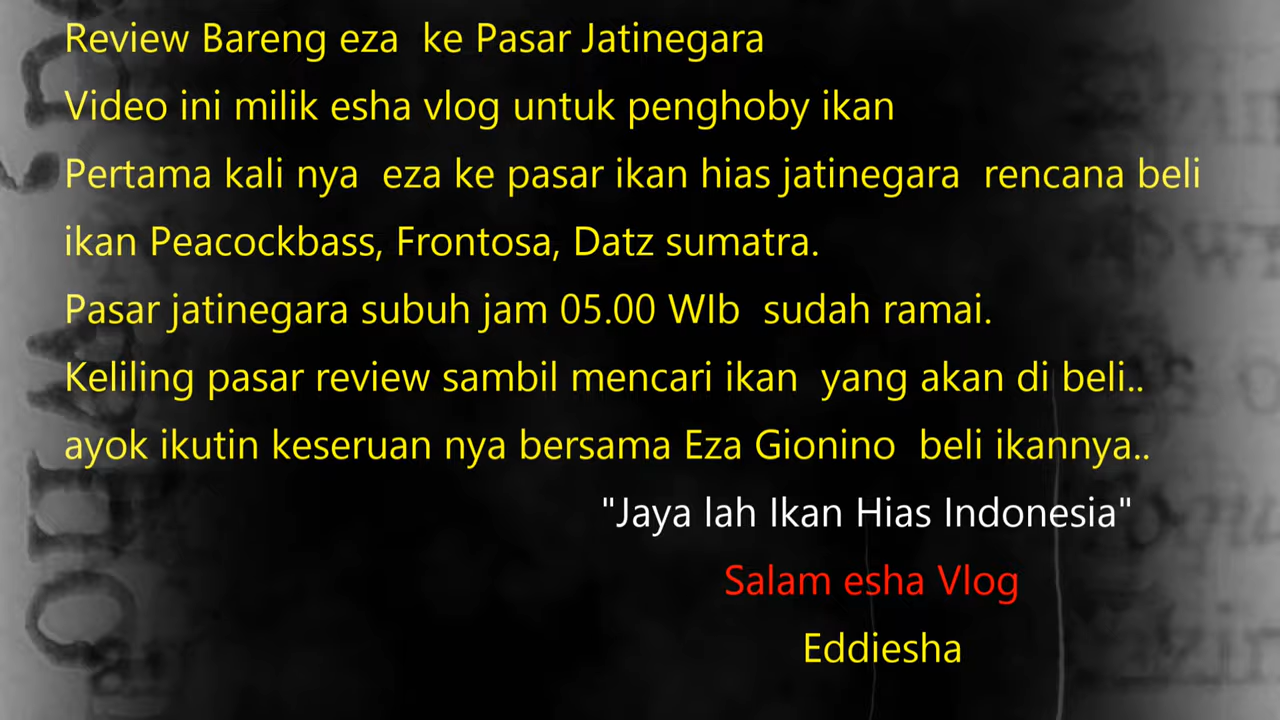 Review Bareng eza  ke Pasar Jatinegara
Video ini milik esha vlog untuk penghoby ikan
Pertama kali nya  eza ke pasar ikan hias jatinegara  rencana beli
ikan Peacockbass, Frontosa, Datz sumatra.
Pasar jatinegara subuh jam 05.00 WIb  sudah ramai.
Keliling pasar review sambil mencari ikan  yang akan di beli..
ayok ikutin keseruan nya bersama Eza Gionino  beli ikannya..
"Jaya lah Ikan Hias Indonesia"
Salam esha Vlog
Eddiesha